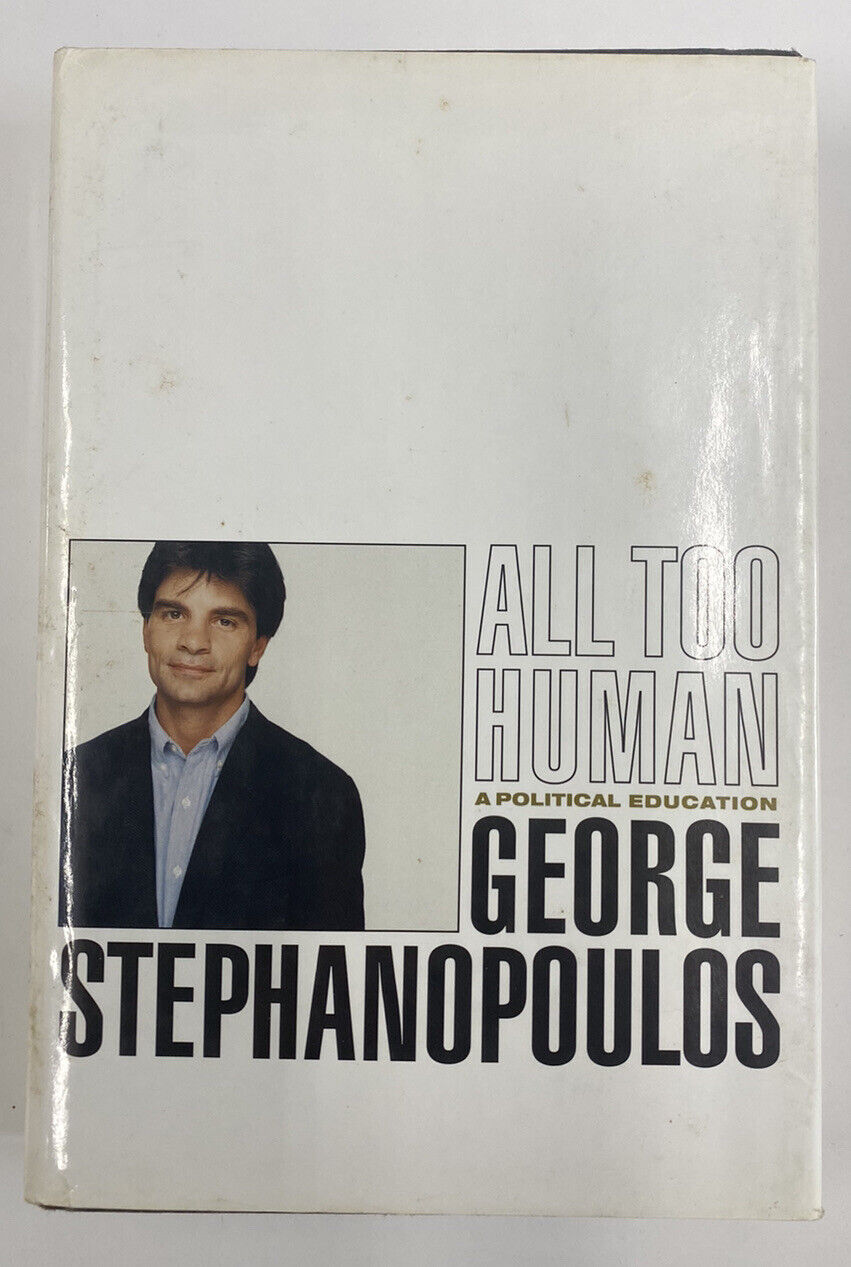 ALL TOO
HUMAN
A POLITICAL EDUCATION
GEORGE
STEPHANOPOULOS